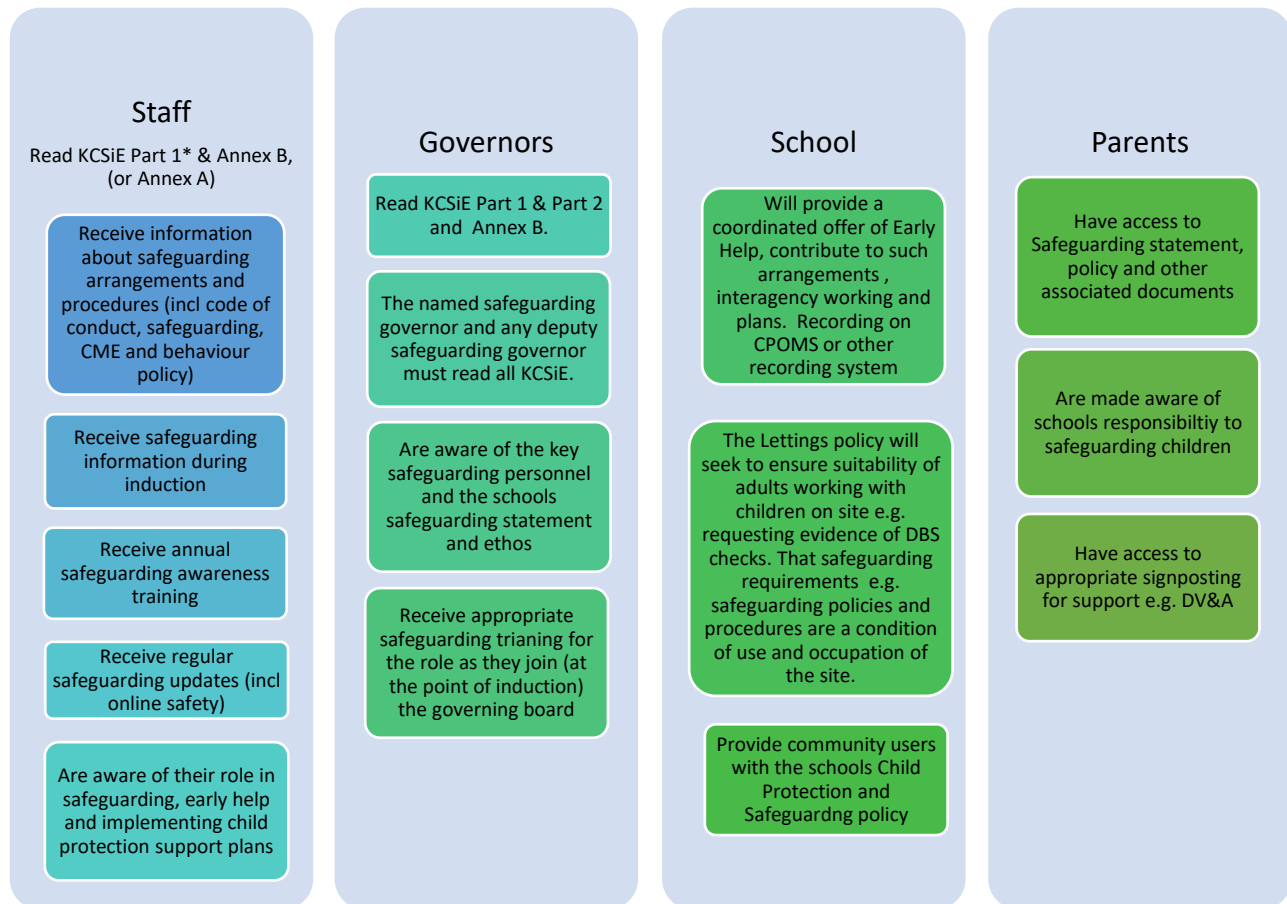 Staff
Read KCSiE Part 1* & Annex B,
(or Annex A)
Receive information
about safeguarding
arrangements and
procedures (incl code of
conduct, safeguarding,
CME and behaviour
policy)
Receive safeguarding
information during
induction
Receive annual
safeguarding awareness
training
Receive regular
safeguarding updates (incl
online safety)
Are aware of their role in
safeguarding, early help
and implementing child
protection support plans
Governors
Read KCSiE Part 1 & Part 2
and Annex B.
The named safeguarding
governor and any deputy
safeguarding governor
must read all KCSiE.
Are aware of the key
safeguarding personnel
and the schools
safeguarding statement
and ethos
Receive appropriate
safeguarding trianing for
the role as they join (at
the point of induction)
the governing board
School
Will provide a
coordinated offer of Early
Help, contribute to such
arrangements ,
interagency working and
plans. Recording on
CPOMS or other
recording system
The Lettings policy will
seek to ensure suitability of
adults working with
children on site e.g.
requesting evidence of DBS
checks. That safeguarding
requirements e.g.
safeguarding policies and
procedures are a condition
of use and occupation of
the site.
Provide community users
with the schools Child
Protection and
Safeguardng policy
Parents
Have access to
Safeguarding statement,
policy and other
associated documents
Are made aware of
schools responsibiltiy to
safeguarding children
Have access to
appropriate signposting
for support e.g. DV&A